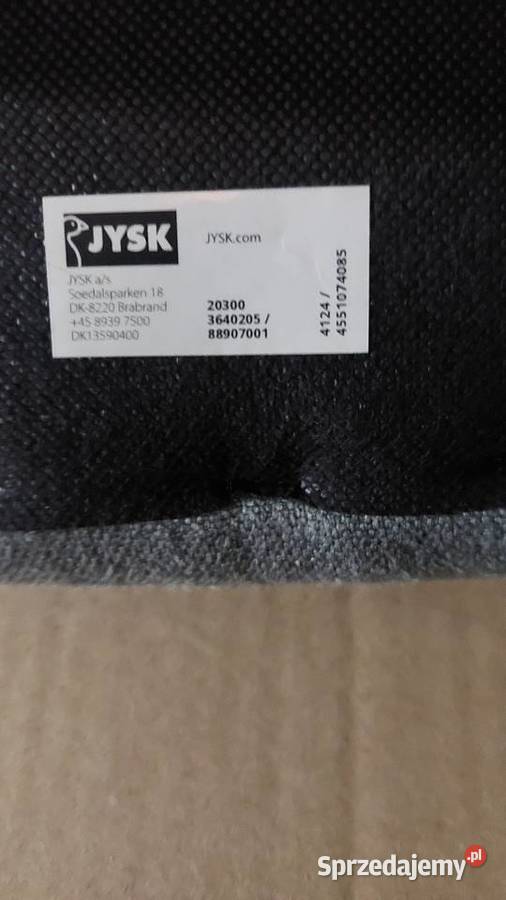 JYSK
JYSK.com
JYSK a/s
Soedalsparken 18
DK-8220 Brabrand
+45 8939 7500
DK13590400
20300
3640205 /
88907001
4124 /
4551074085
Sprzedajemy.pl